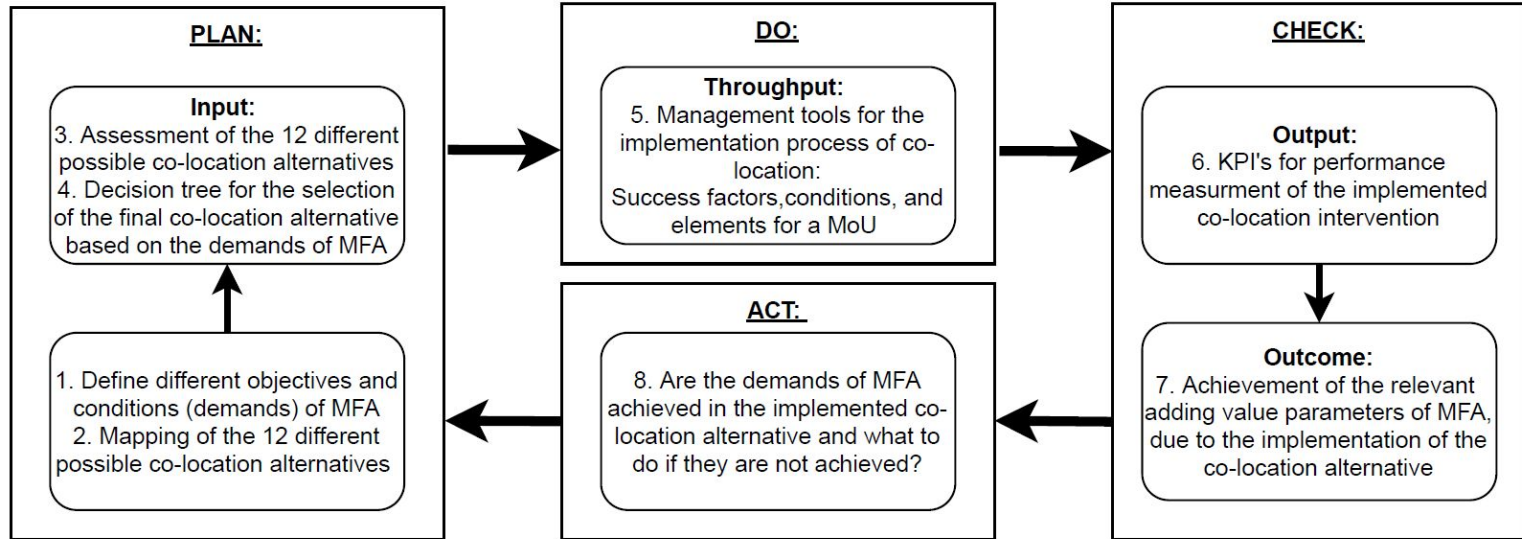 PLAN:
Input:
3. Assessment of the 12 different
possible co-location alternatives
4. Decision tree for the selection
of the final co-location alternative
based on the demands of MFA
1. Define different objectives and
conditions (demands) of MFA
2. Mapping of the 12 different
possible co-location alternatives
DO:
Throughput:
5. Management tools for the
implementation process of co-
location:
Success factors,conditions, and
elements for a MoU
CHECK:
Output:
6. KPI's for performance
measurment of the implemented
co-location intervention
Outcome:
7. Achievement of the relevant
adding value parameters of MFA,
due to the implementation of the
co-location alternative
ACT:
8. Are the demands of MFA
achieved in the implemented co-
location alternative and what to
do if they are not achieved?